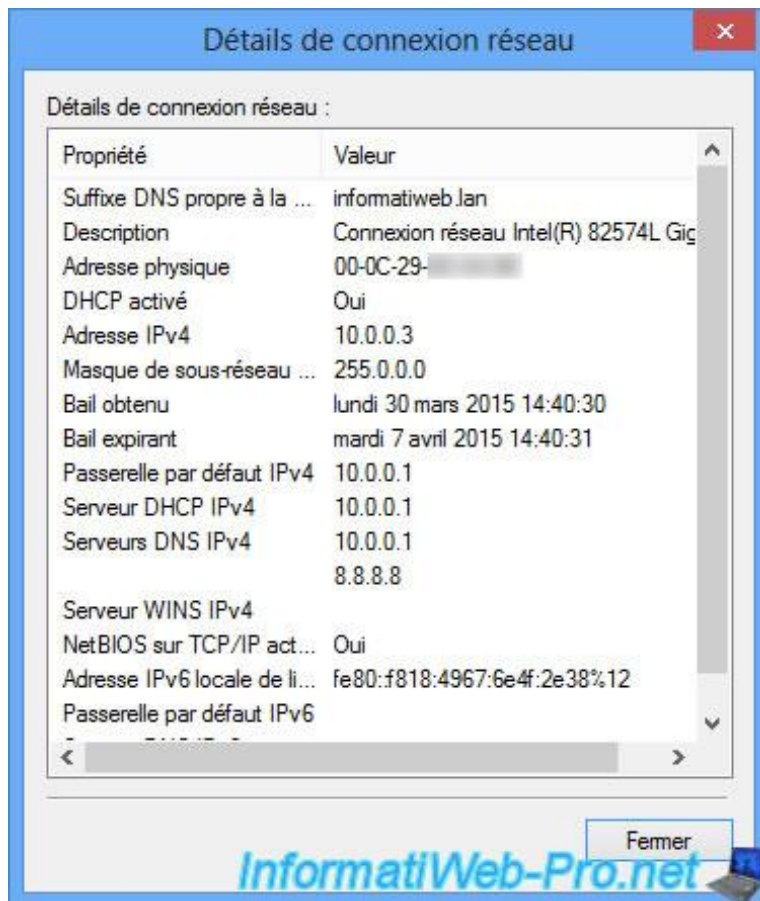 Détails de connexion réseau
Détails de connexion réseau :
Propriété Valeur
Suffixe DNS propre à la ... informatiweb.lan
Description Connexion réseau Intel(R) 82574L Gig
Adresse physique 00-0C-29-
DHCP activé Oui
Adresse IPv4 10.0.0.3
Masque de sous-réseau ... 255.0.0.0
Bail obtenu lundi 30 mars 2015 14:40:30
Bail expirant mardi 7 avril 2015 14:40:31
Passerelle par défaut IPv4 10.0.0.1
Serveur DHCP IPv4 10.0.0.1
Serveurs DNS IPv4 10.0.0.1
8.8.8.8
Serveur WINS IPv4
NetBIOS sur TCP/IP act... Oui
Adresse IPv6 locale de li... fe80::f818:4967:6e4f:2e38%12
Passerelle par défaut IPv6
Fermer
InformatiWeb-Pro.net